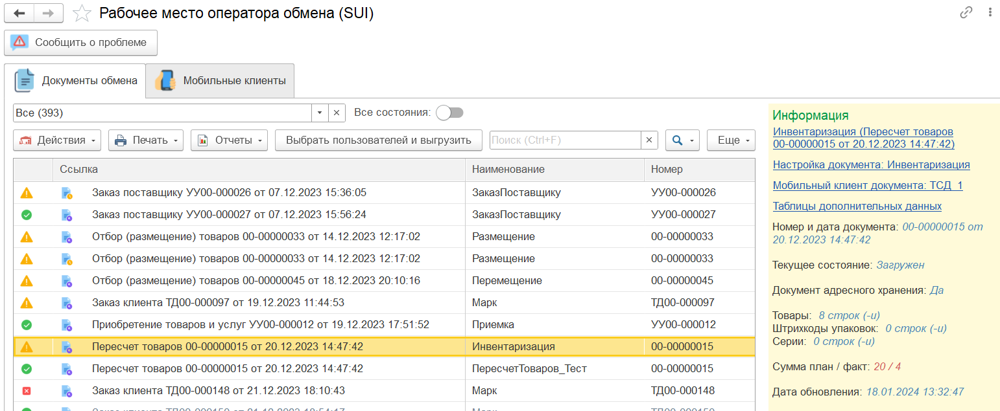 Рабочее место оператора обмена (SUI)
Сообщить о проблеме
Документы обмена
Мобильные клиенты
Все (393)
Все состояния:
Действия
Печать
Отчеты
Выбрать пользователей и выгрузить
Поиск (Ctrl+F)
Еще
Ссылка Наименование Номер
Заказ поставщику УУ00-000026 от 07.12.2023 15:36:05 ЗаказПоставщику УУ00-000026
Заказ поставщику УУ00-000027 от 07.12.2023 15:56:24 ЗаказПоставщику УУ00-000027
Отбор (размещение) товаров 00-00000033 от 14.12.2023 12:17:02 Размещение 00-00000033
Отбор (размещение) товаров 00-00000033 от 14.12.2023 12:17:02 Размещение 00-00000033
Отбор (размещение) товаров 00-00000045 от 18.12.2023 20:10:16 Перемещение 00-00000045
Заказ клиента ТД00-000097 от 19.12.2023 11:44:53 Марк ТД00-000097
Приобретение товаров и услуг УУ00-000012 от 19.12.2023 17:51:52 Приемка УУ00-000012
Пересчет товаров 00-00000015 от 20.12.2023 14:47:42 Инвентаризация 00-00000015
Пересчет товаров 00-00000015 от 20.12.2023 14:47:42 ПересчетТоваров_Тест 00-00000015
Заказ клиента ТД00-000148 от 21.12.2023 18:10:43 Марк ТД00-000148
Информация
Инвентаризация (Пересчет товаров
00-00000015 от 20.12.2023 14:47:42)
Настройка документа: Инвентаризация
Мобильный клиент документа: ТСД_1
Таблицы дополнительных данных
Номер и дата документа: 00-00000015 от
20.12.2023 14:47:42
Текущее состояние: Загружен
Документ адресного хранения: Да
Товары: 8 строк (-и)
Штрихкоды упаковок: 0 строк (-и)
Серии: 0 строк (-и)
Сумма план / факт: 20 / 4
Дата обновления: 18.01.2024 13:32:47